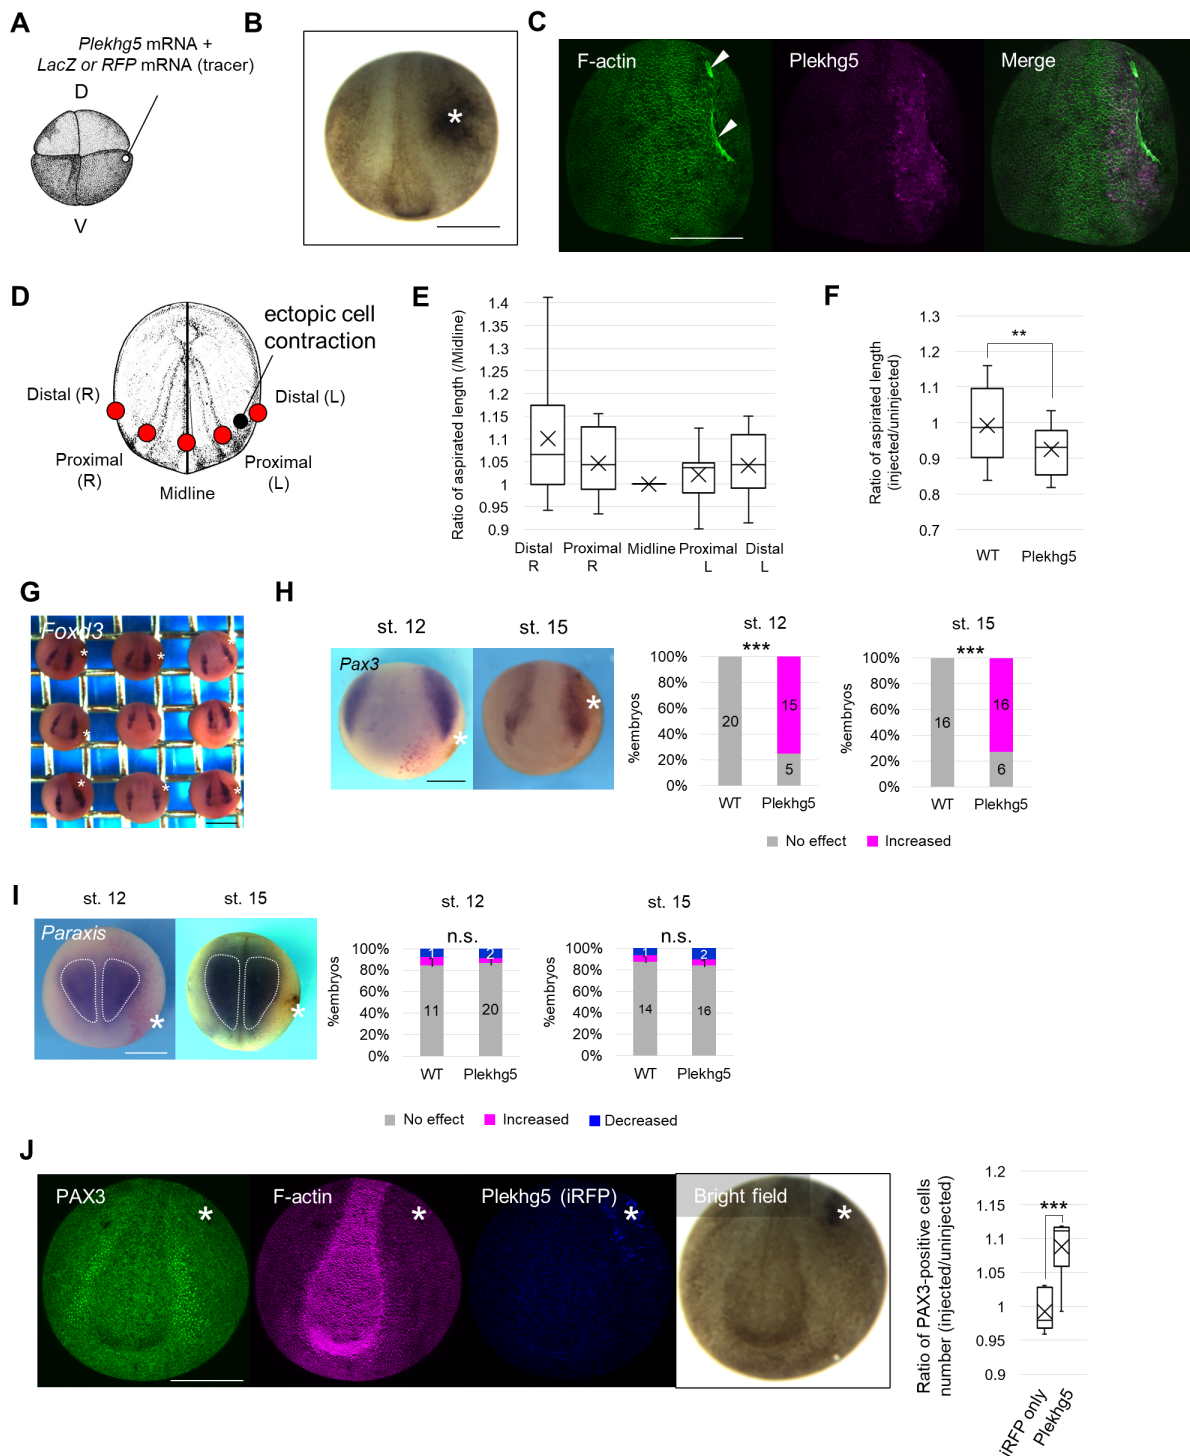 A
Plekhg5 mRNA +
LacZ or RFP mRNA (tracer)
D
V
B
*
C
F-actin
Plekhg5
Merge
D
ectopic cell
contraction
Distal (R)
Distal (L)
Proximal
(R)
Proximal
(L)
Midline
E
Ratio of aspirated length (/Midline)
1.4
1.35
1.3
1.25
1.2
1.15
1.1
1.05
1
0.95
0.9
Distal
R
Proximal
R
Midline
Proximal
L
Distal
L
F
Ratio of aspirated length
(injected/uninjected)
1.3
1.2
1.1
1
0.9
0.8
0.7
**
WT
Plekhg5
G
Foxd3
* * *
* * *
* * *
H
st. 12
st. 15
Pax3
*
*
st. 12
***
%embryos
100%
80%
60%
40%
20%
0%
20
15
5
WT
Plekhg5
st. 15
***
%embryos
100%
80%
60%
40%
20%
0%
16
16
6
WT
Plekhg5
No effect
Increased
I
st. 12
st. 15
Paraxis
*
*
st. 12
n.s.
%embryos
100%
80%
60%
40%
20%
0%
1
1
11
2
1
20
WT
Plekhg5
st. 15
n.s.
%embryos
100%
80%
60%
40%
20%
0%
1
1
14
2
1
16
WT
Plekhg5
No effect
Increased
Decreased
J
PAX3
*
F-actin
*
Plekhg5 (iRFP)
*
Bright field
*
Ratio of PAX3-positive cells
number (injected/uninjected)
1.2
1.15
1.1
1.05
1
0.95
0.9
***
iRFP only
Plekhg5